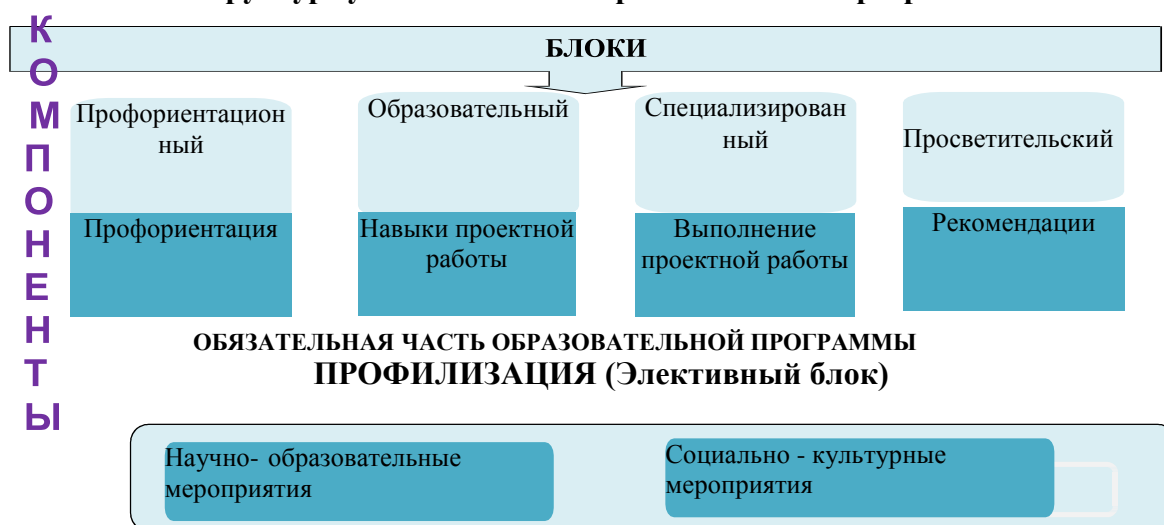 БЛОКИ
КОМПОНЕНТЫ
Профориентацион
ный
Образовательный
Специализирован
ный
Просветительский
Профориентация
Навыки проектной
работы
Выполнение
проектной работы
Рекомендации
ОБЯЗАТЕЛЬНАЯ ЧАСТЬ ОБРАЗОВАТЕЛЬНОЙ ПРОГРАММЫ
ПРОФИЛИЗАЦИЯ (Элективный блок)
Научно- образовательные
мероприятия
Социально - культурные
мероприятия